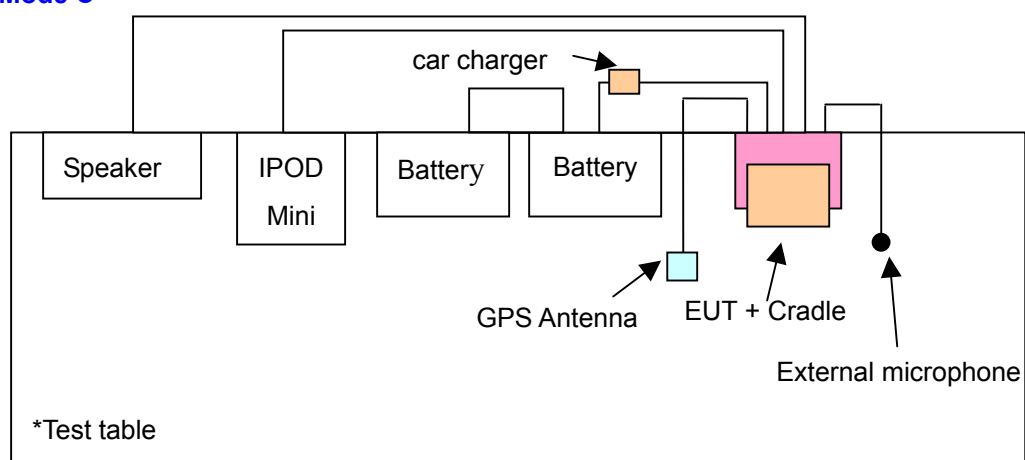 car charger
Speaker
IPOD
Mini
Battery
Battery
GPS Antenna
EUT + Cradle
External microphone
*Test table